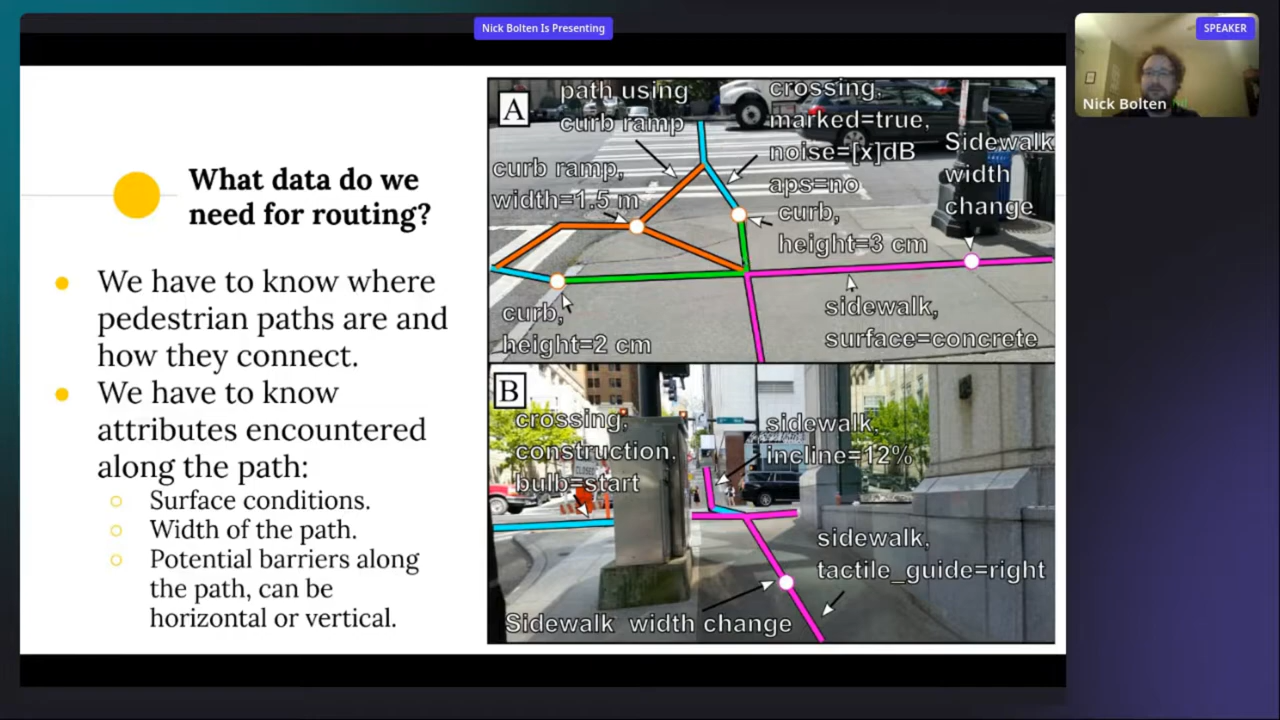 Nick Bolten Is Presenting
SPEAKER
Nick Bolten
What data do we
need for routing?
We have to know where
pedestrian paths are and
how they connect.
We have to know
attributes encountered
along the path:
Surface conditions.
Width of the path.
Potential barriers along
the path, can be
horizontal or vertical.
A
path using
curb ramp
crossing,
marked=true,
noise=[x]dB
aps=no
curb ramp,
width=1.5 m
Sidewalk
width
change
curb,
height=3 cm
curb,
height=2 cm
sidewalk,
surface=concrete
B
crossing,
construction,
bulb=start
sidewalk,
incline=12%
sidewalk,
tactile_guide=right
Sidewalk width change